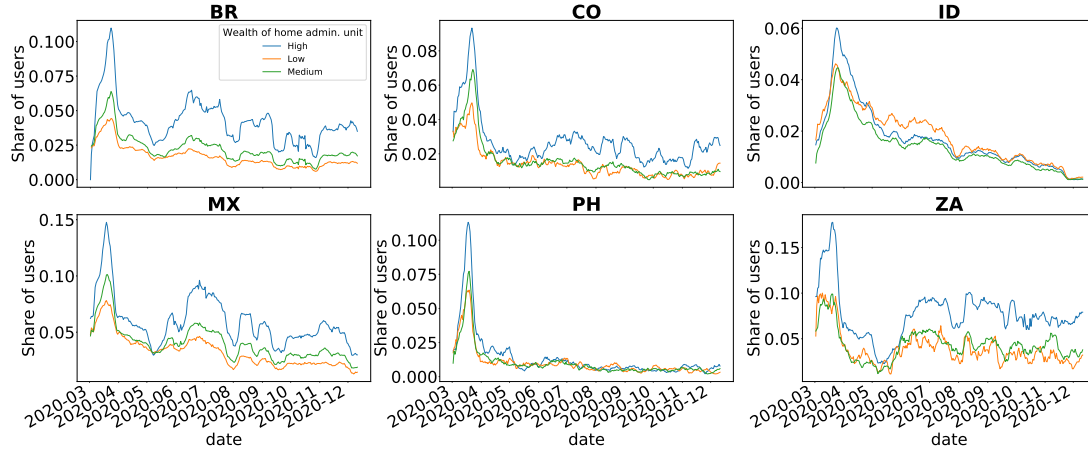 BR
CO
ID
Share of users
0.100
0.075
0.050
0.025
0.000
Wealth of home admin. unit
High
Low
Medium
Share of users
0.08
0.06
0.04
0.02
Share of users
0.06
0.04
0.02
0.00
MX
PH
ZA
Share of users
0.15
0.10
0.05
Share of users
0.100
0.075
0.050
0.025
0.000
Share of users
0.15
0.10
0.05
2020-03
2020-04
2020-05
2020-06
2020-07
2020-08
2020-09
2020-10
2020-11
2020-12
date
2020-03
2020-04
2020-05
2020-06
2020-07
2020-08
2020-09
2020-10
2020-11
2020-12
date
2020-03
2020-04
2020-05
2020-06
2020-07
2020-08
2020-09
2020-10
2020-11
2020-12
date